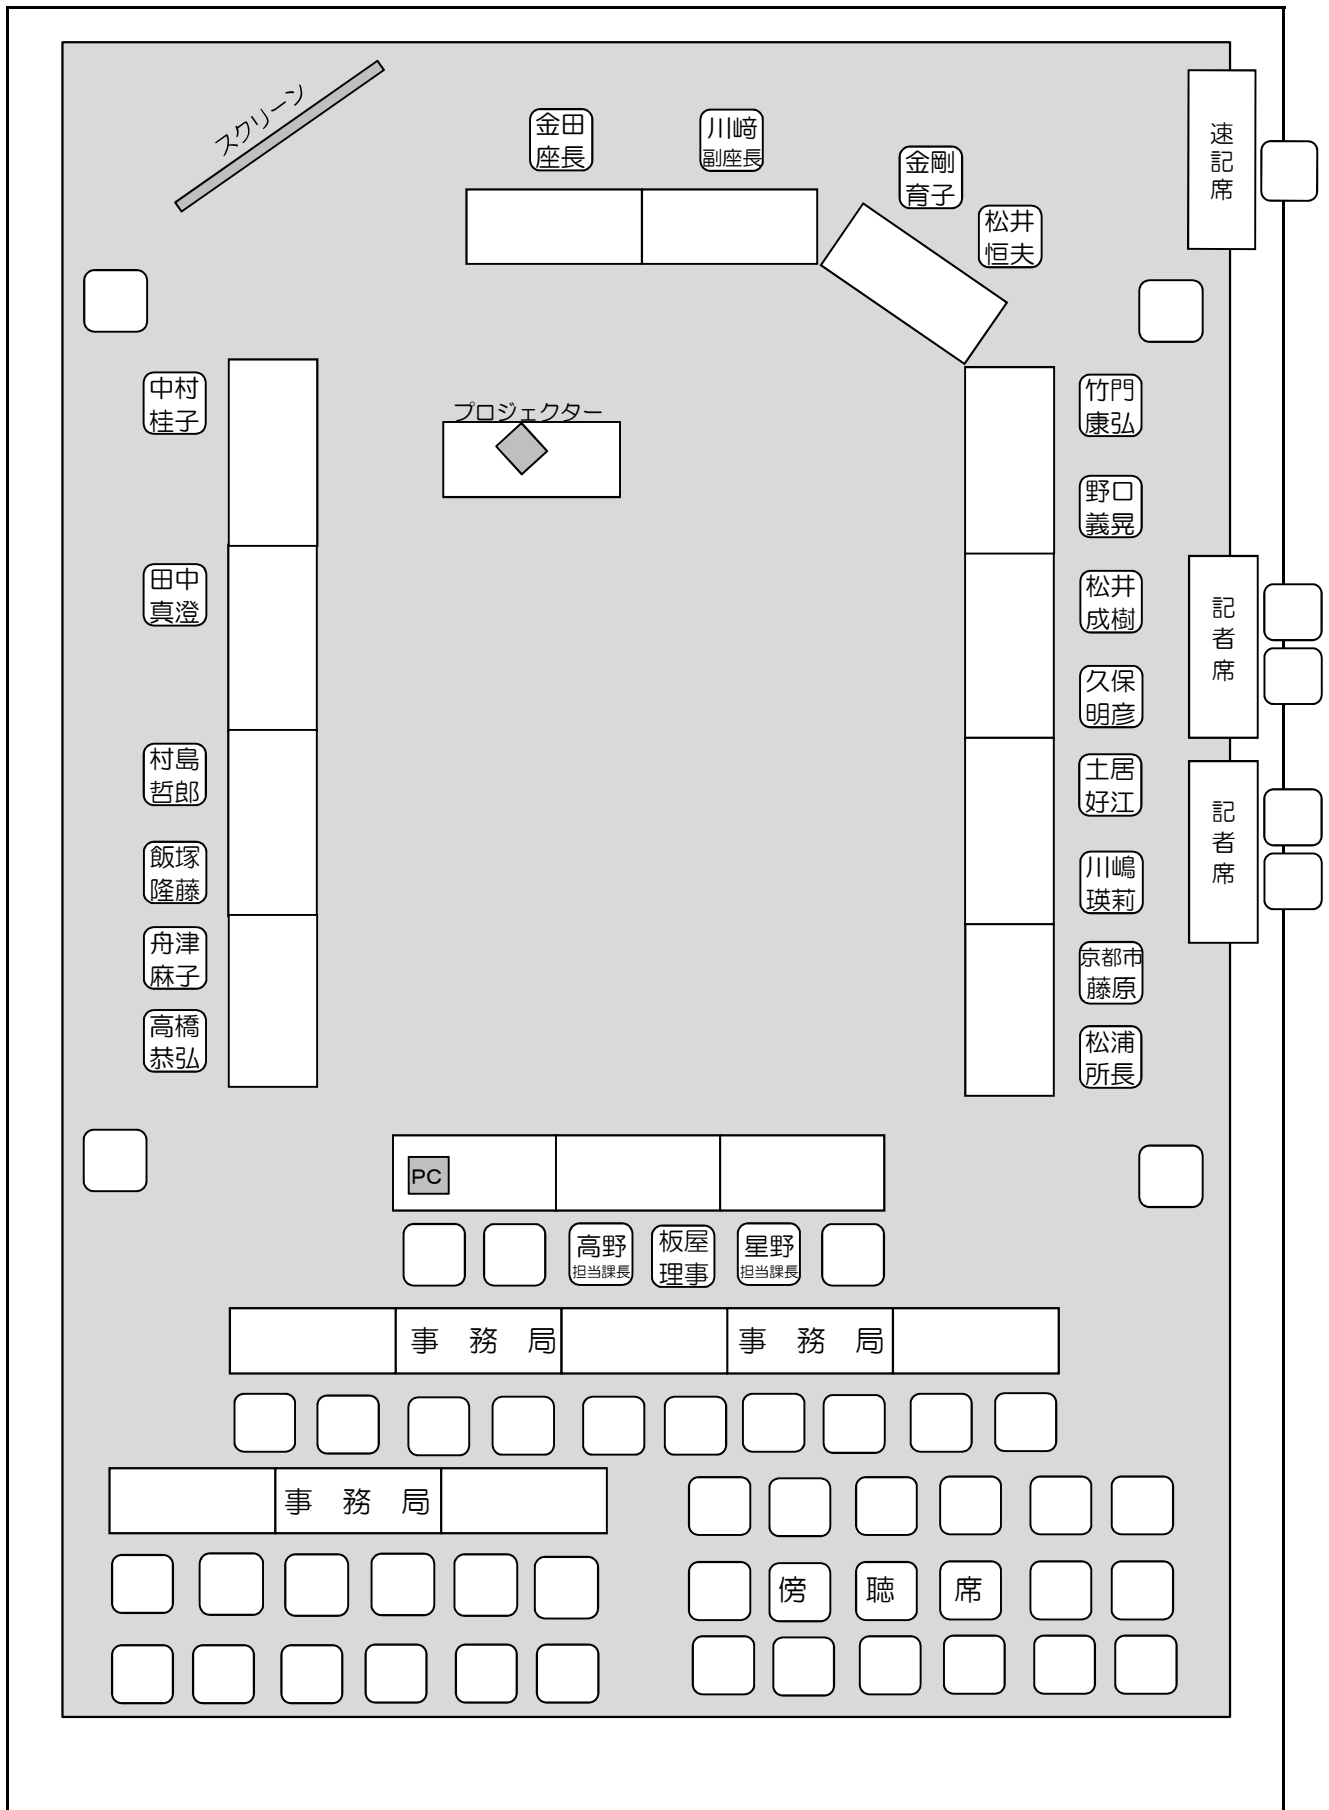 スクリーン
金田
座長
川﨑
副座長
金剛
育子
松井
恒夫
速記席
中村
桂子
プロジェクター
竹門
康弘
野口
義晃
田中
真澄
松井
成樹
記者席
久保
明彦
村島
哲郎
土居
好江
記者席
飯塚
隆藤
川嶋
瑛莉
舟津
麻子
京都市
藤原
高橋
恭弘
松浦
所長
PC
高野
担当課長
板屋
理事
星野
担当課長
事 務 局
事 務 局
事 務 局
傍 聴 席